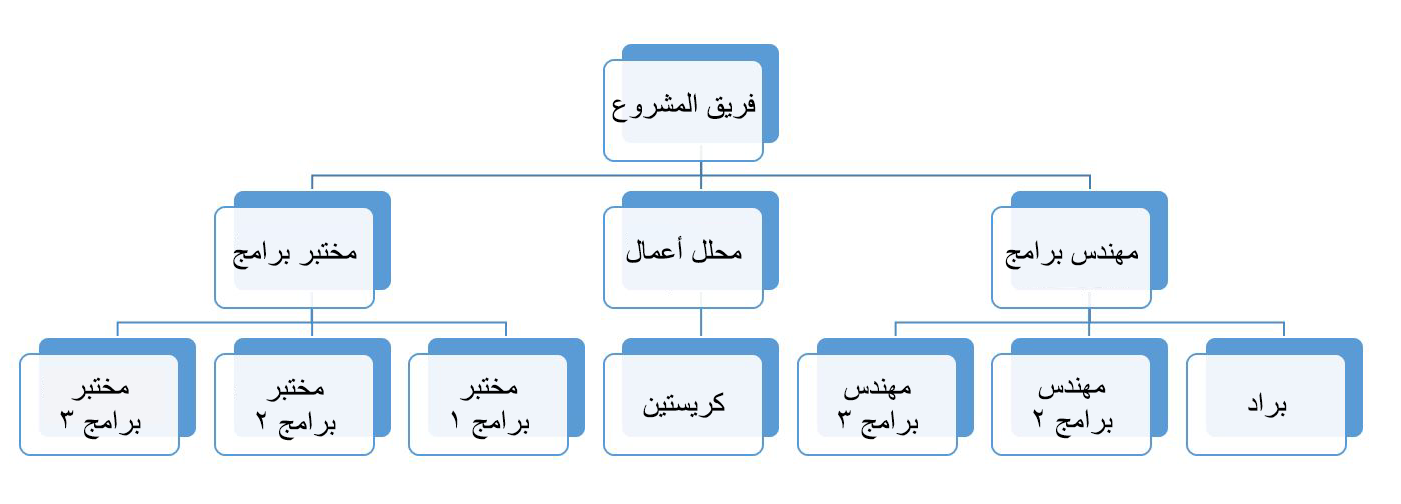 فريق المشروع
مهندس برامج
محلل أعمال
مختبر برامج
براد
مهندس
برامج ٢
مهندس
برامج ٣
كريستين
مختبر
برامج ١
مختبر
برامج ٢
مختبر
برامج ٣